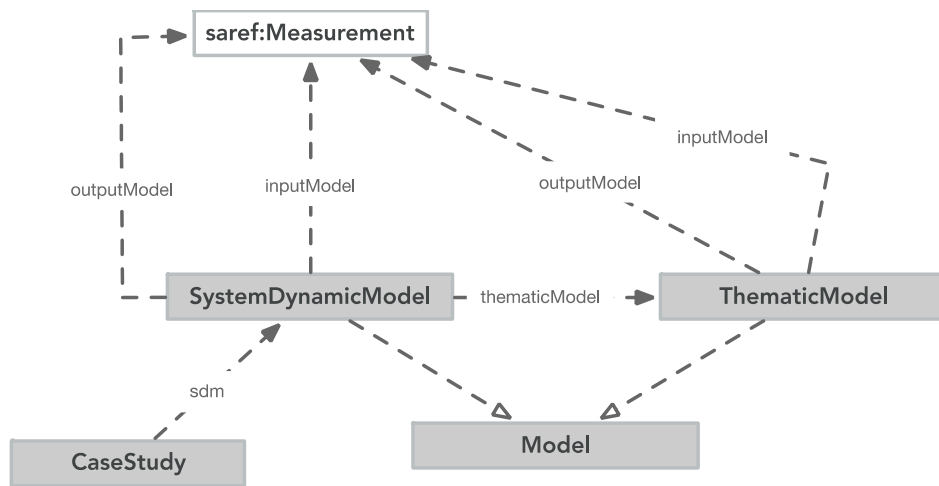 saref:Measurement
inputModel
outputModel
inputModel
outputModel
SystemDynamicModel
thematicModel
ThematicModel
sdm
Model
CaseStudy